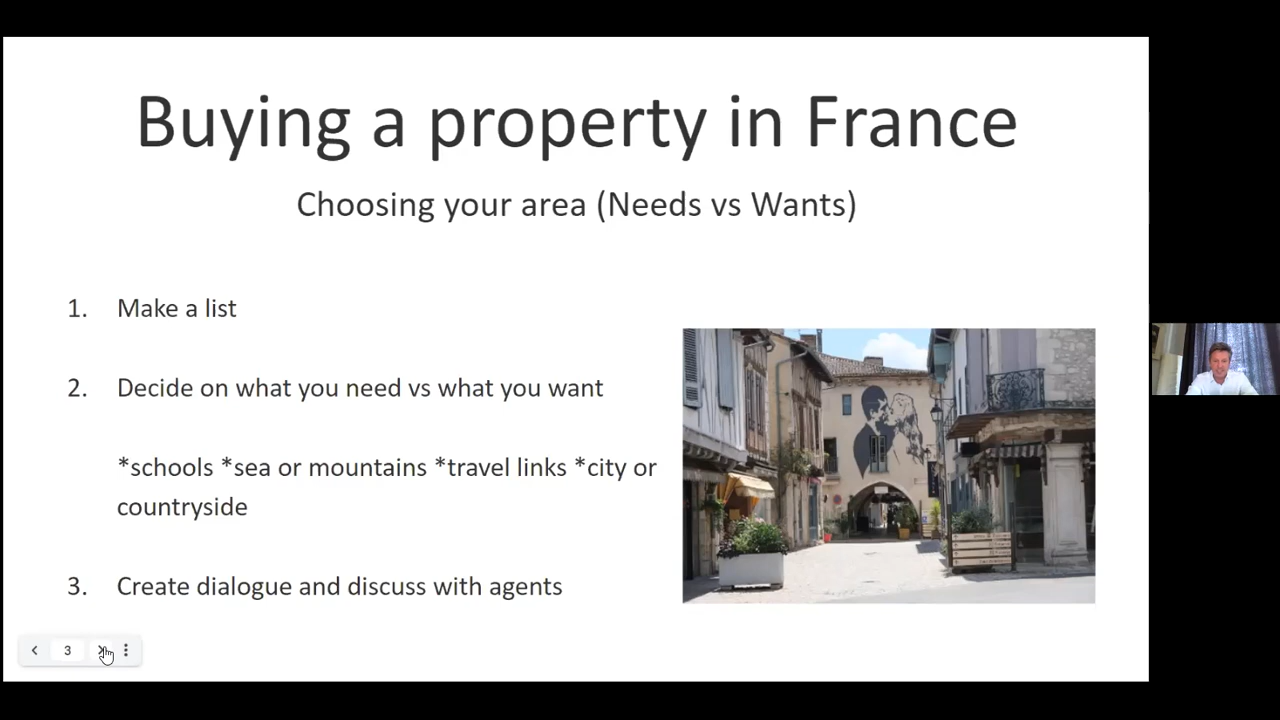 Buying a property in France
Choosing your area (Needs vs Wants)
1. Make a list
2. Decide on what you need vs what you want
*schools *sea or mountains *travel links *city or
countryside
3. Create dialogue and discuss with agents
3